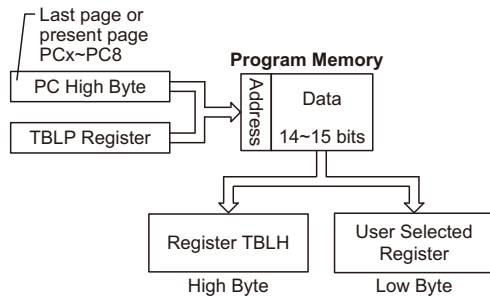 Last page or
present page
PCx~PC8
Program Memory
PC High Byte
TBLP Register
Address
Data
14~15 bits
Register TBLH
User Selected
Register
High Byte
Low Byte